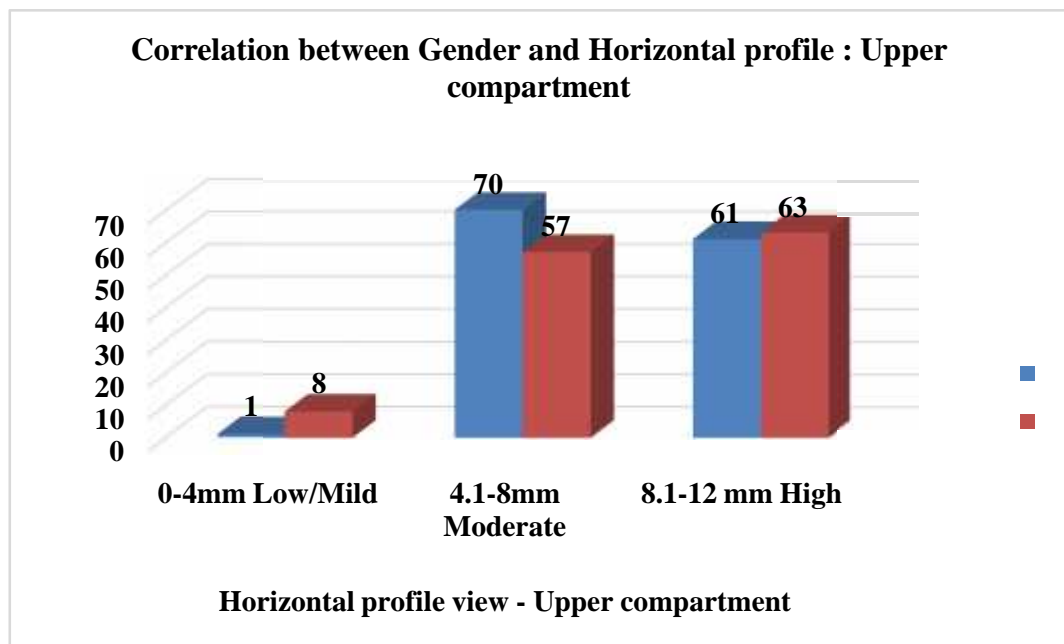 Correlation between Gender and Horizontal profile : Upper
compartment
70
60
50
40
30
20
10
0
1
8
70
57
61
63
0-4mm Low/Mild
4.1-8mm
Moderate
8.1-12 mm High
Horizontal profile view - Upper compartment